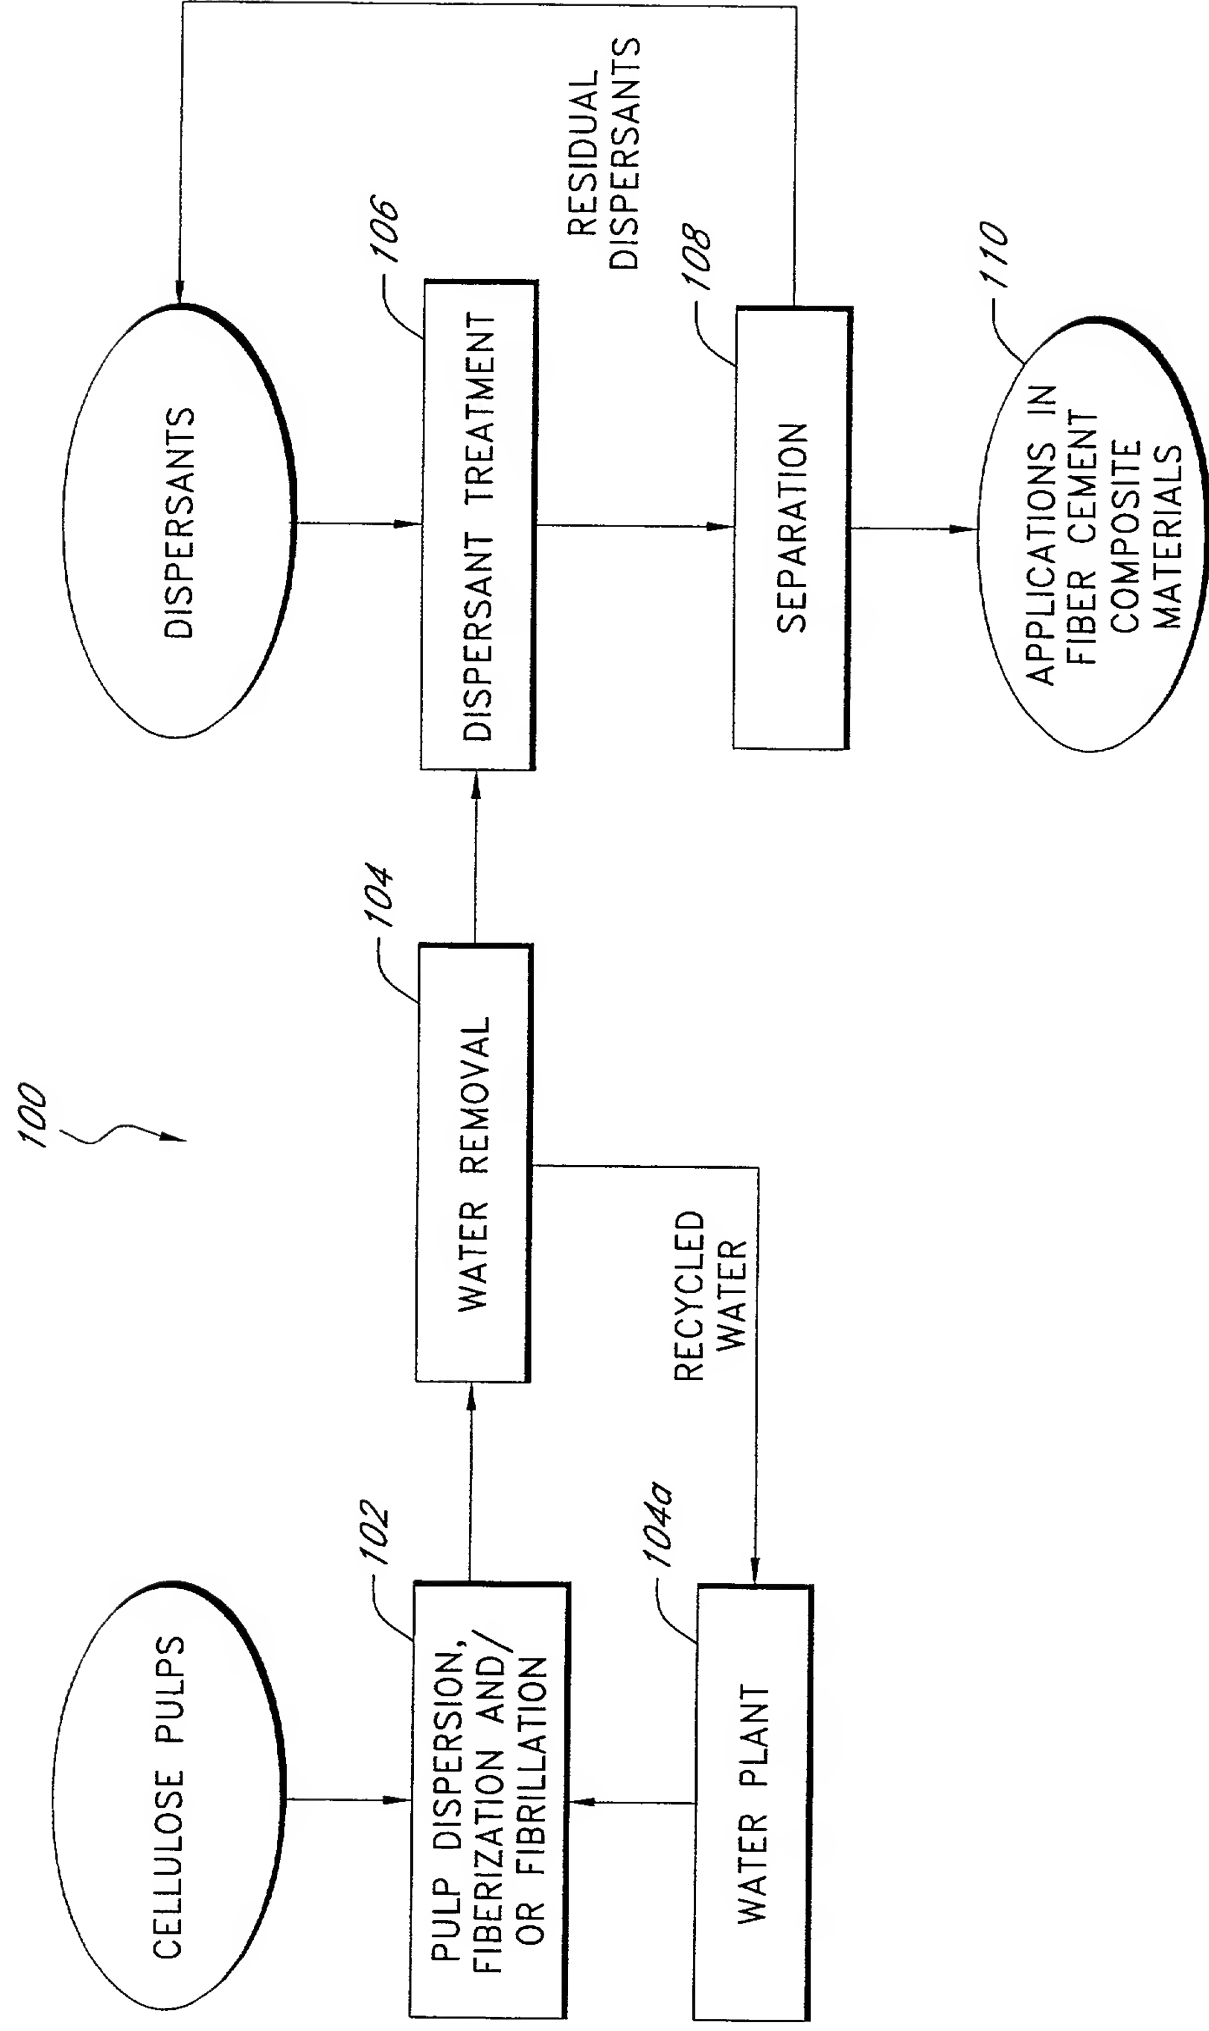 100
CELLULOSE PULPS
102
PULP DISPERSION,
FIBERIZATION AND/
OR FIBRILLATION
104a
WATER PLANT
RECYCLED
WATER
104
WATER REMOVAL
DISPERSANTS
106
DISPERSANT TREATMENT
RESIDUAL
DISPERSANTS
108
SEPARATION
110
APPLICATIONS IN
FIBER CEMENT
COMPOSITE
MATERIALS